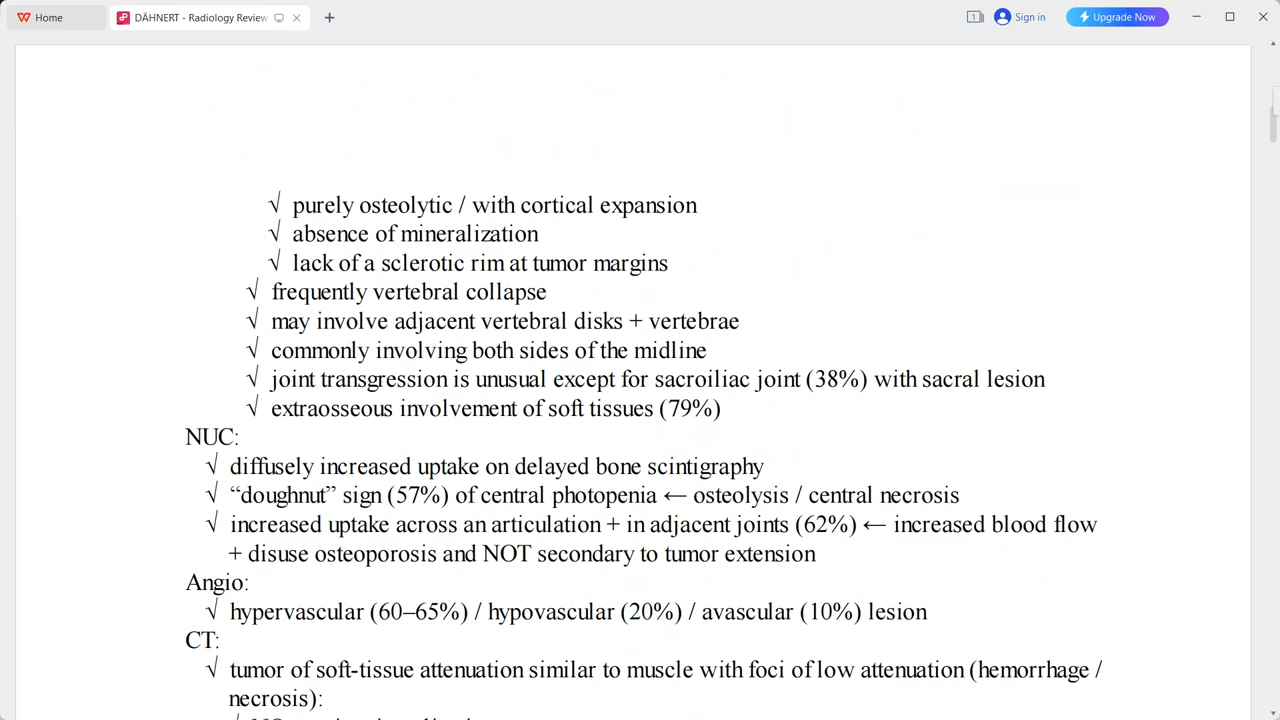 Home
DÄHNERT - Radiology Review
1
Sign in
Upgrade Now
√ purely osteolytic / with cortical expansion
√ absence of mineralization
√ lack of a sclerotic rim at tumor margins
√ frequently vertebral collapse
√ may involve adjacent vertebral disks + vertebrae
√ commonly involving both sides of the midline
√ joint transgression is unusual except for sacroiliac joint (38%) with sacral lesion
√ extraosseous involvement of soft tissues (79%)
NUC:
√ diffusely increased uptake on delayed bone scintigraphy
√ “doughnut” sign (57%) of central photopenia ← osteolysis / central necrosis
√ increased uptake across an articulation + in adjacent joints (62%) ← increased blood flow
+ disuse osteoporosis and NOT secondary to tumor extension
Angio:
√ hypervascular (60–65%) / hypovascular (20%) / avascular (10%) lesion
CT:
√ tumor of soft-tissue attenuation similar to muscle with foci of low attenuation (hemorrhage /
necrosis):